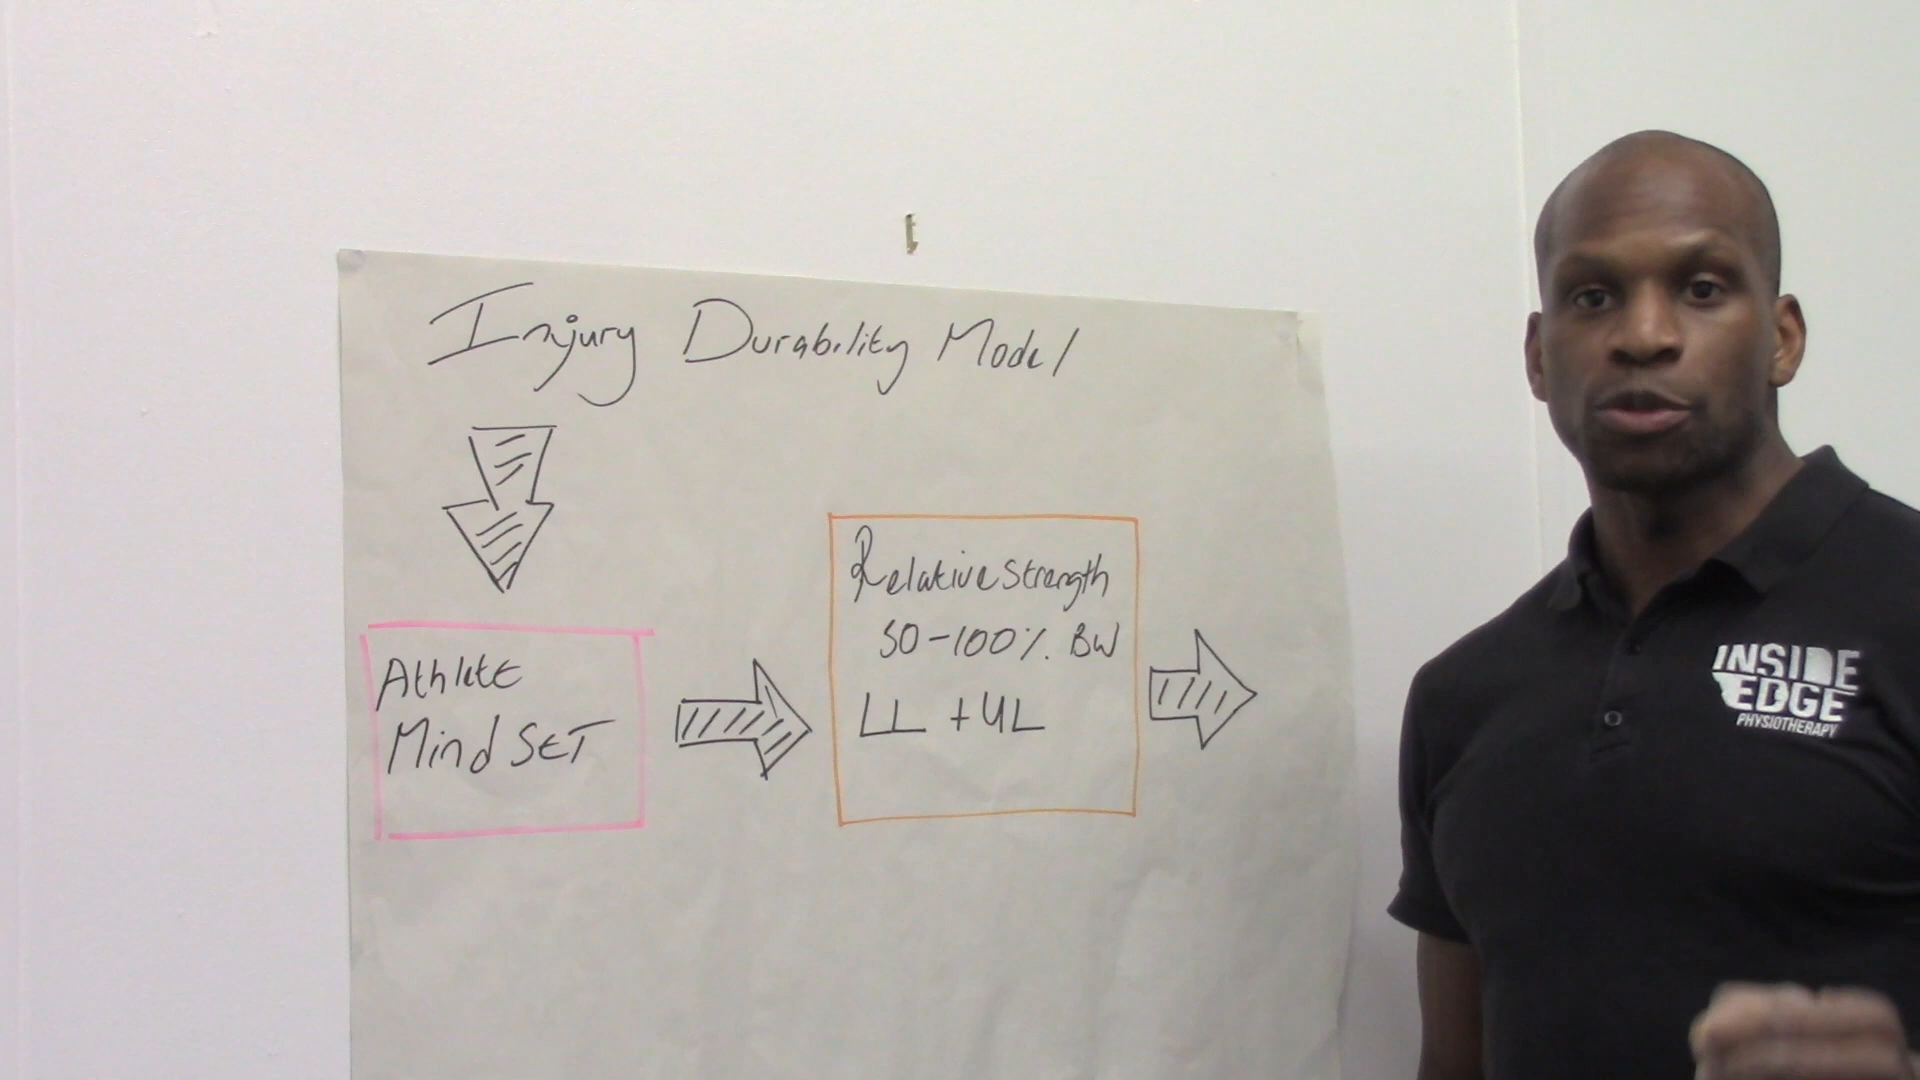 Injury Durability Model
Athlete
MindSET
Relative Strength
50-100% BW
LL + UL
INSIDE
EDGE
PHYSIOTHERAPY